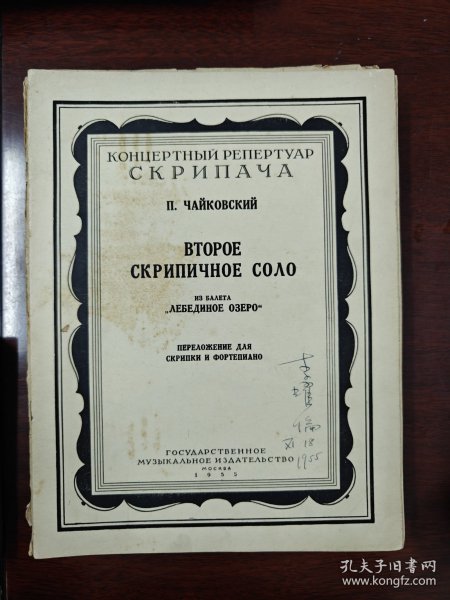 КОНЦЕРТНЫЙ РЕПЕРТУАР
СКРИПАЧА
П. ЧАЙКОВСКИЙ
ВТОРОЕ
СКРИПИЧНОЕ СОЛО
ИЗ БАЛЕТА
„ЛЕБЕДИНОЕ ОЗЕРО“
ПЕРЕЛОЖЕНИЕ ДЛЯ
СКРИПКИ И ФОРТЕПИАНО
XI 18
1955
ГОСУДАРСТВЕННОЕ
МУЗЫКАЛЬНОЕ ИЗДАТЕЛЬСТВО
МОСКВА
1955
孔夫子旧书网
www.kongfz.com